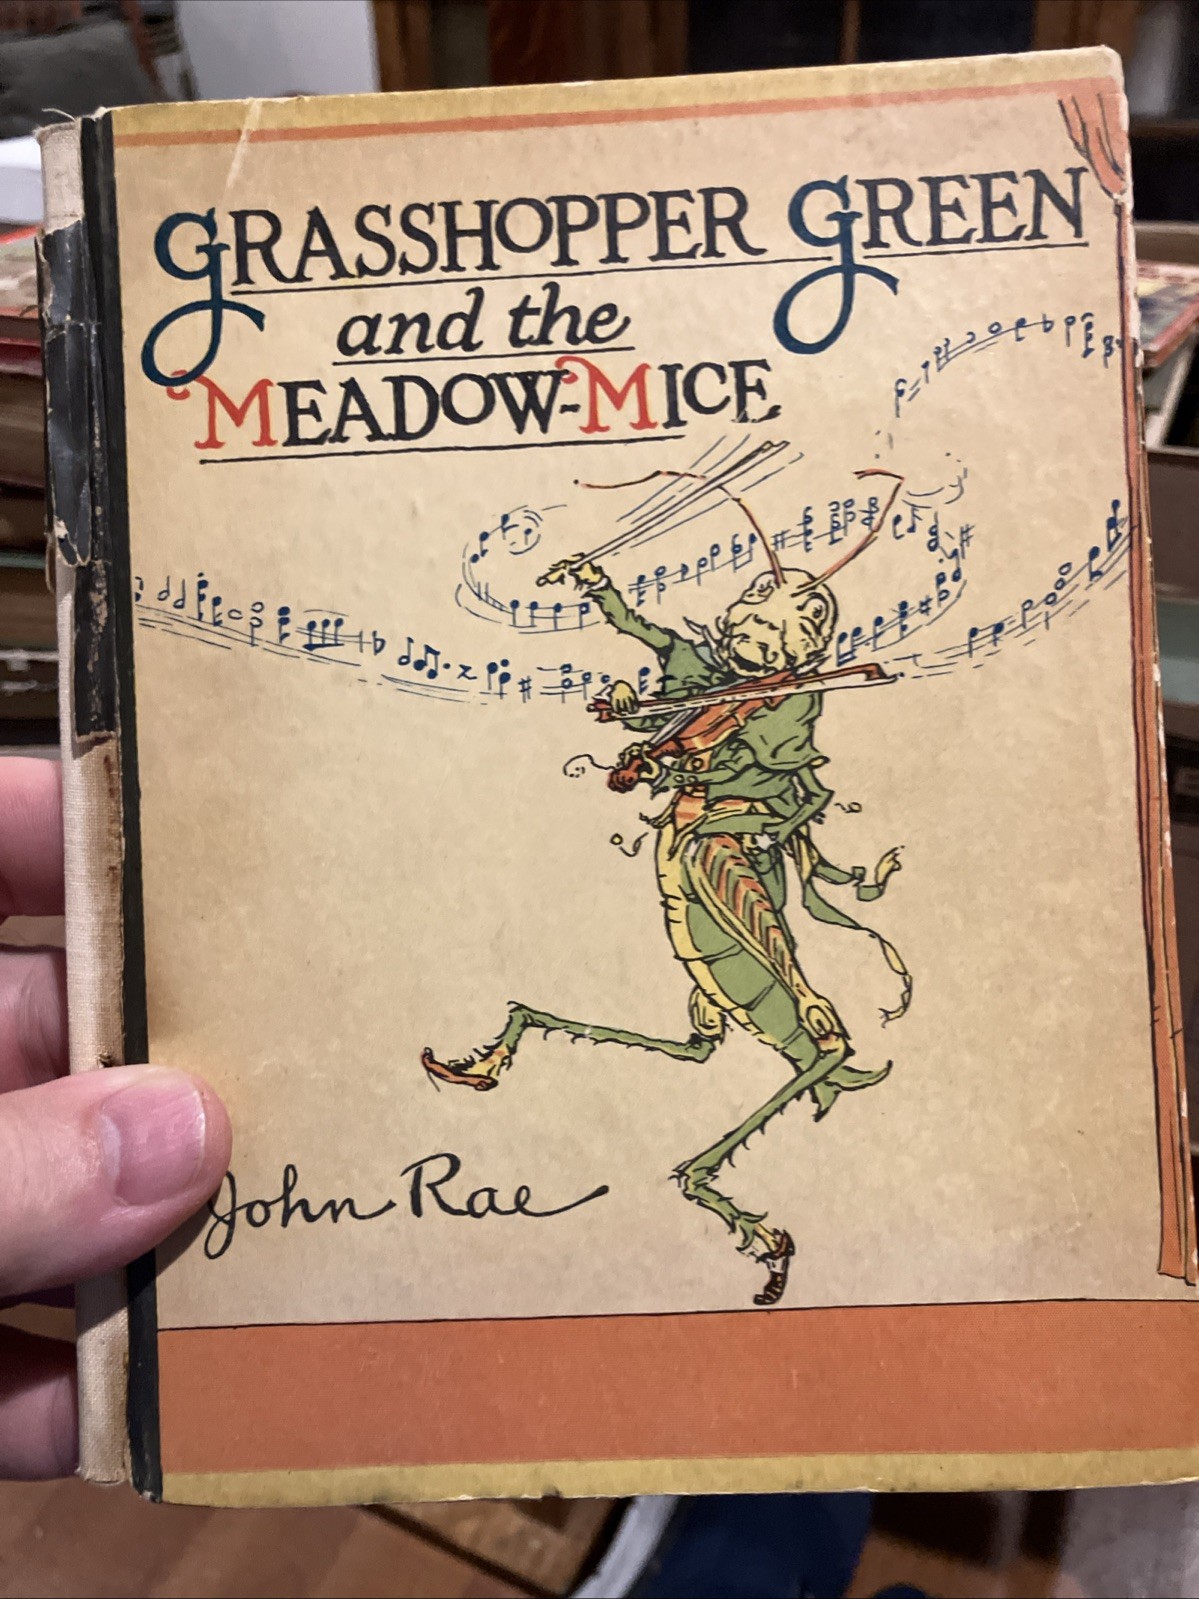 GRASSHOPPER GREEN
and the
MEADOW-MICE
John Rae